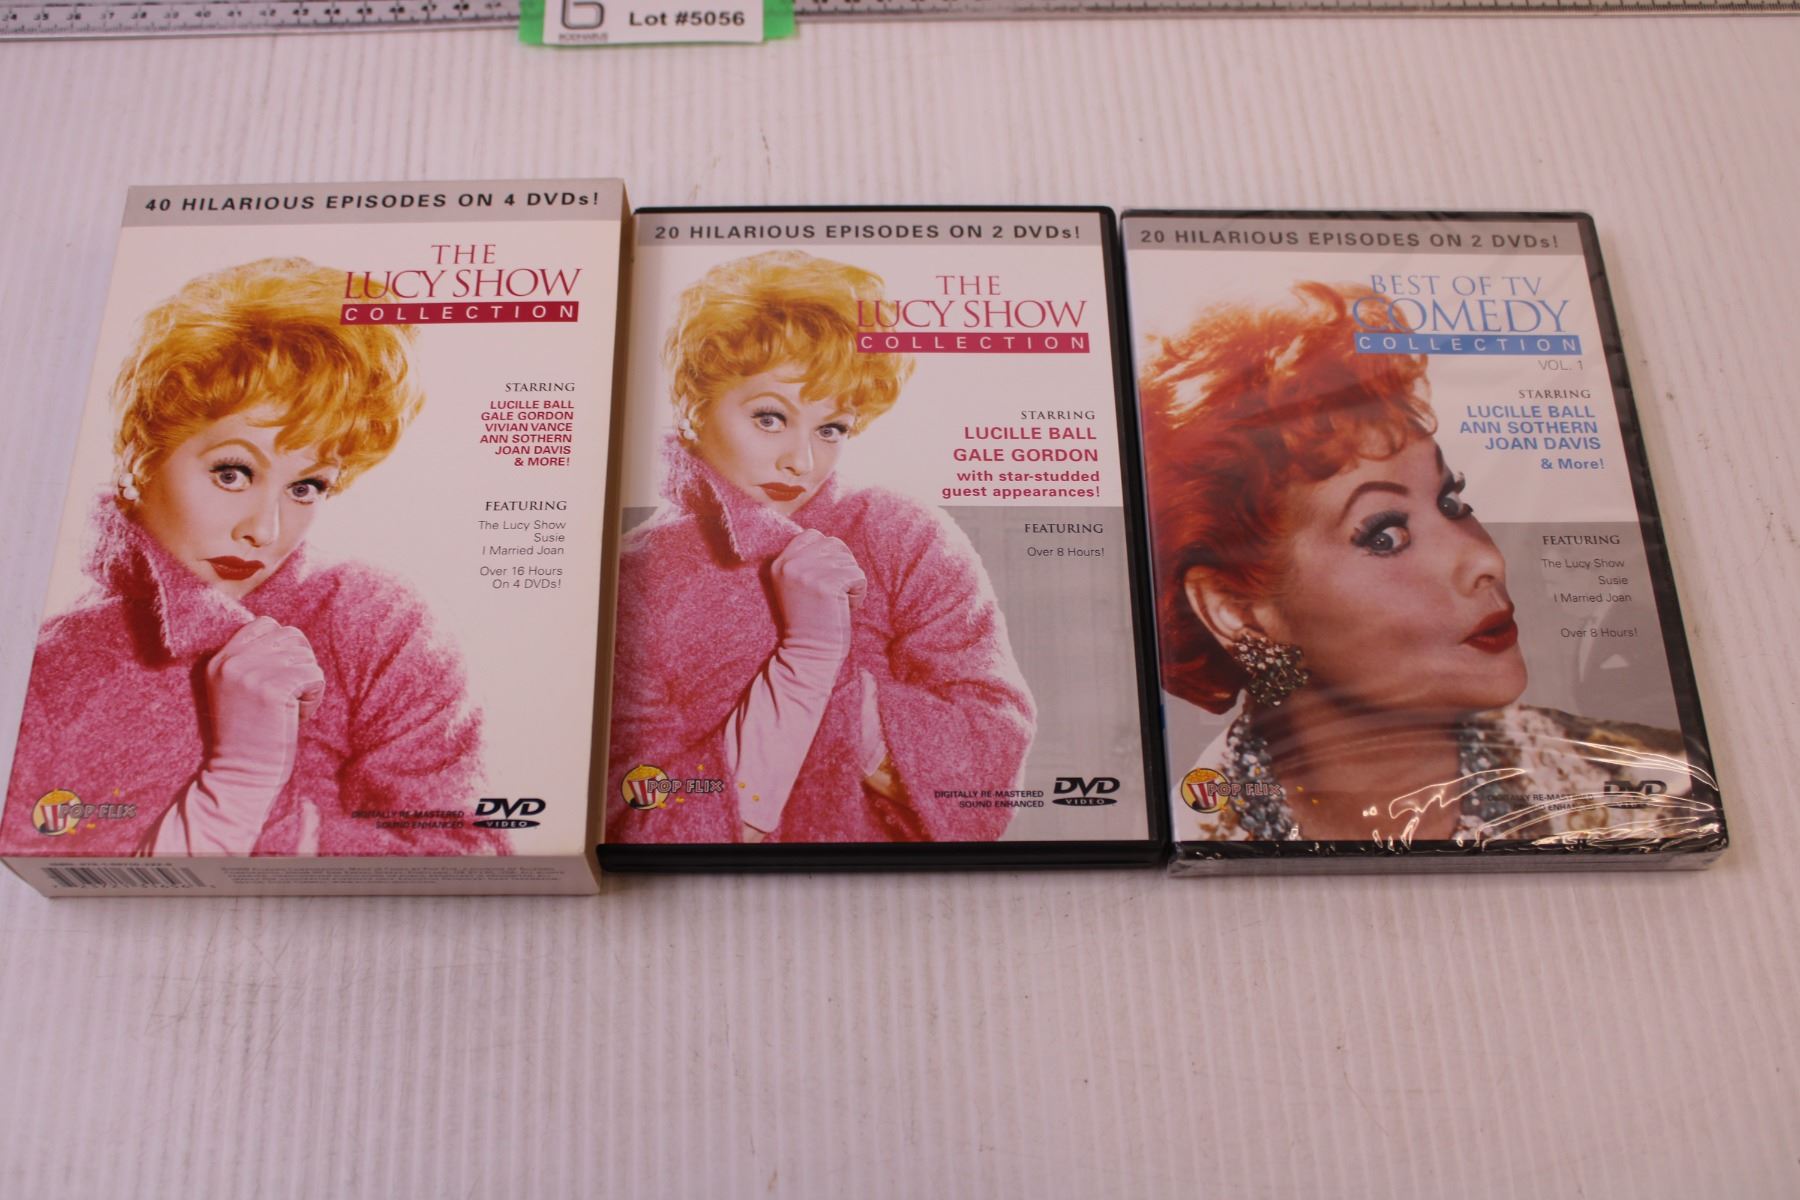 Lot #5056
40 HILARIOUS EPISODES ON 4 DVDs!
THE
LUCY SHOW
COLLECTION
STARRING
LUCILLE BALL
GALE GORDON
VIVIAN VANCE
ANN SOTHERN
JOAN DAVIS
& MORE!
FEATURING
The Lucy Show
Susie
I Married Joan
Over 16 Hours
On 4 DVDs!
POP FLIX
DIGITALLY RE-MASTERED
SOUND ENHANCED
DVD
VIDEO
20 HILARIOUS EPISODES ON 2 DVDs!
THE
LUCY SHOW
COLLECTION
STARRING
LUCILLE BALL
GALE GORDON
with star-studded
guest appearances!
FEATURING
Over 8 Hours!
POP FLIX
DIGITALLY RE-MASTERED
SOUND ENHANCED
DVD
VIDEO
20 HILARIOUS EPISODES ON 2 DVDs!
BEST OF TV
COMEDY
COLLECTION
VOL. 1
STARRING
LUCILLE BALL
ANN SOTHERN
JOAN DAVIS
& More!
FEATURING
The Lucy Show
Susie
I Married Joan
Over 8 Hours!
POP FLIX
DIGITALLY RE-MASTERED
SOUND ENHANCED
DVD